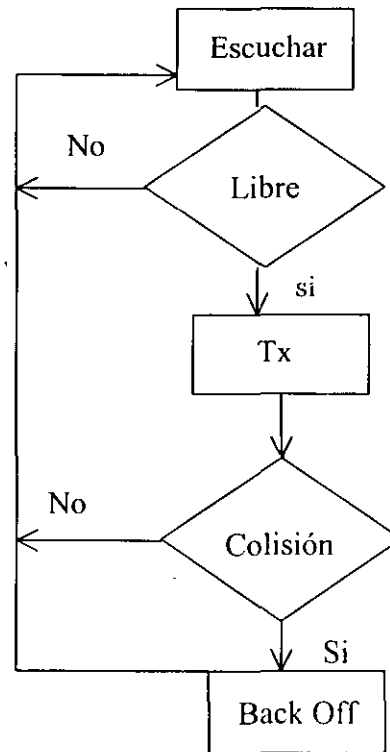 Escuchar
No
Libre
si
Tx
No
Colisión
Si
Back Off